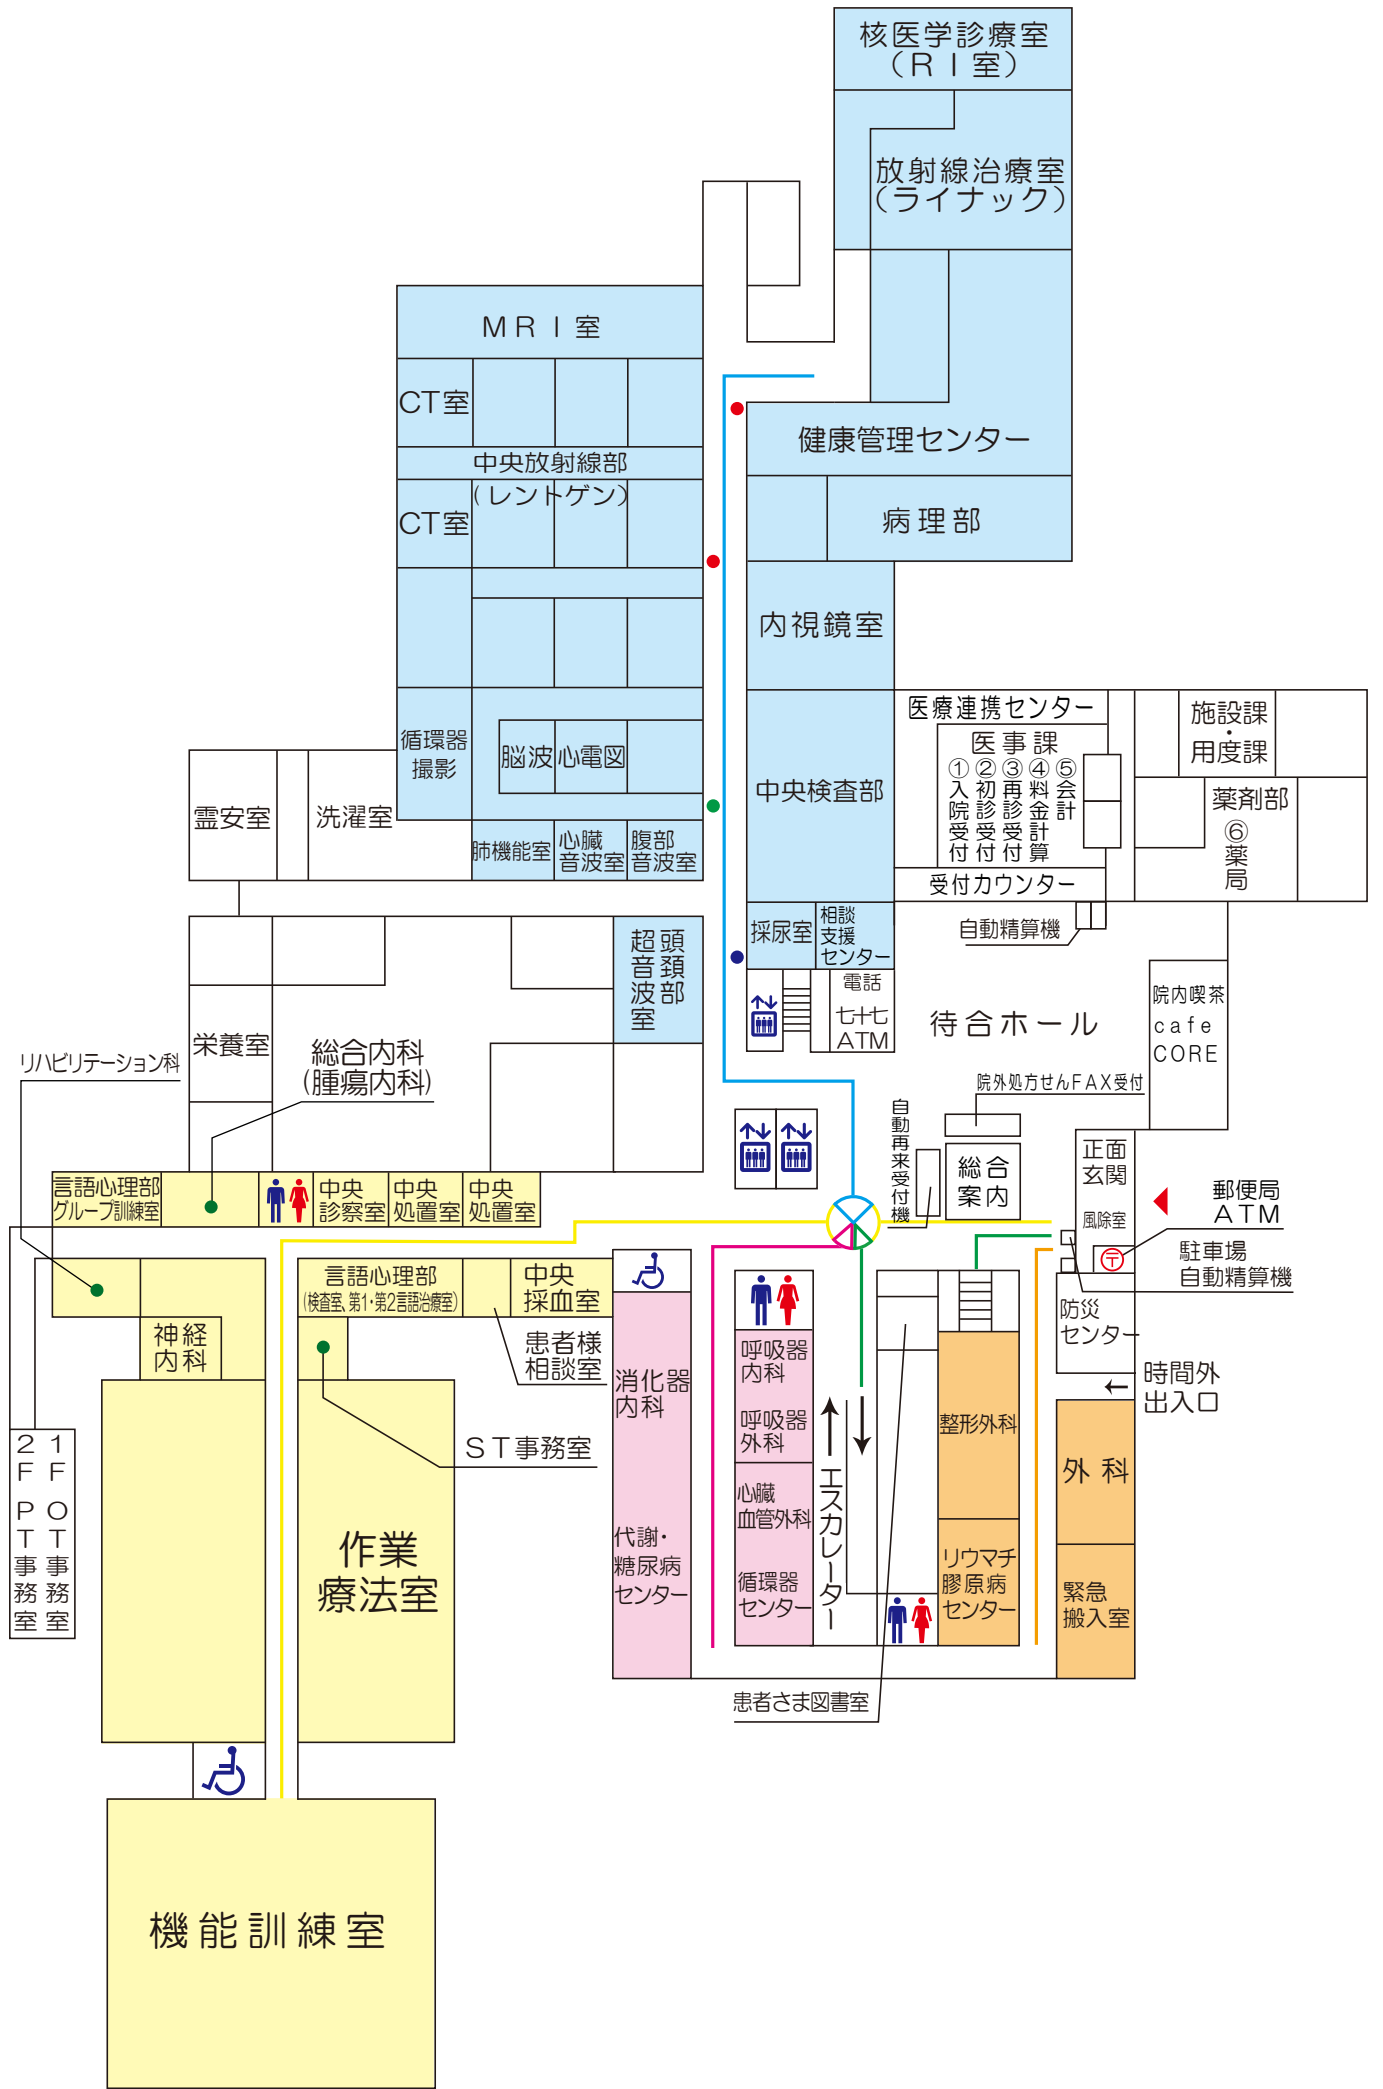 核医学診療室
(ＲＩ室)
放射線治療室
(ライナック)
ＭＲＩ室
CT室
中央放射線部
(レントゲン)
CT室
健康管理センター
病理部
内視鏡室
循環器
撮影
脳波
心電図
霊安室
洗濯室
肺機能室
心臓
音波室
腹部
音波室
中央検査部
医療連携センター
医事課
①入院受付
②初診受付
③再診受付
④料金計算
⑤会計
受付カウンター
施設課
・
用度課
薬剤部
⑥薬局
自動精算機
採尿室
相談
支援
センター
電話
七十七
ATM
頭頚部
超音波室
待合ホール
院内喫茶
cafe
CORE
栄養室
総合内科
(腫瘍内科)
リハビリテーション科
院外処方せんFAX受付
自動再来受付機
総合
案内
正面
玄関
風除室
郵便局
ATM
〒
駐車場
自動精算機
言語心理部
グループ訓練室
中央
診察室
中央
処置室
中央
処置室
言語心理部
(検査室、第1・第2言語治療室)
中央
採血室
患者様
相談室
神経
内科
防災
センター
時間外
出入口
消化器
内科
呼吸器
内科
呼吸器
外科
心臓
血管外科
循環器
センター
エスカレーター
整形外科
外科
ＳＴ事務室
１Ｆ ＯＴ事務室
２Ｆ ＰＴ事務室
作業
療法室
代謝・
糖尿病
センター
リウマチ
膠原病
センター
緊急
搬入室
患者さま図書室
機能訓練室